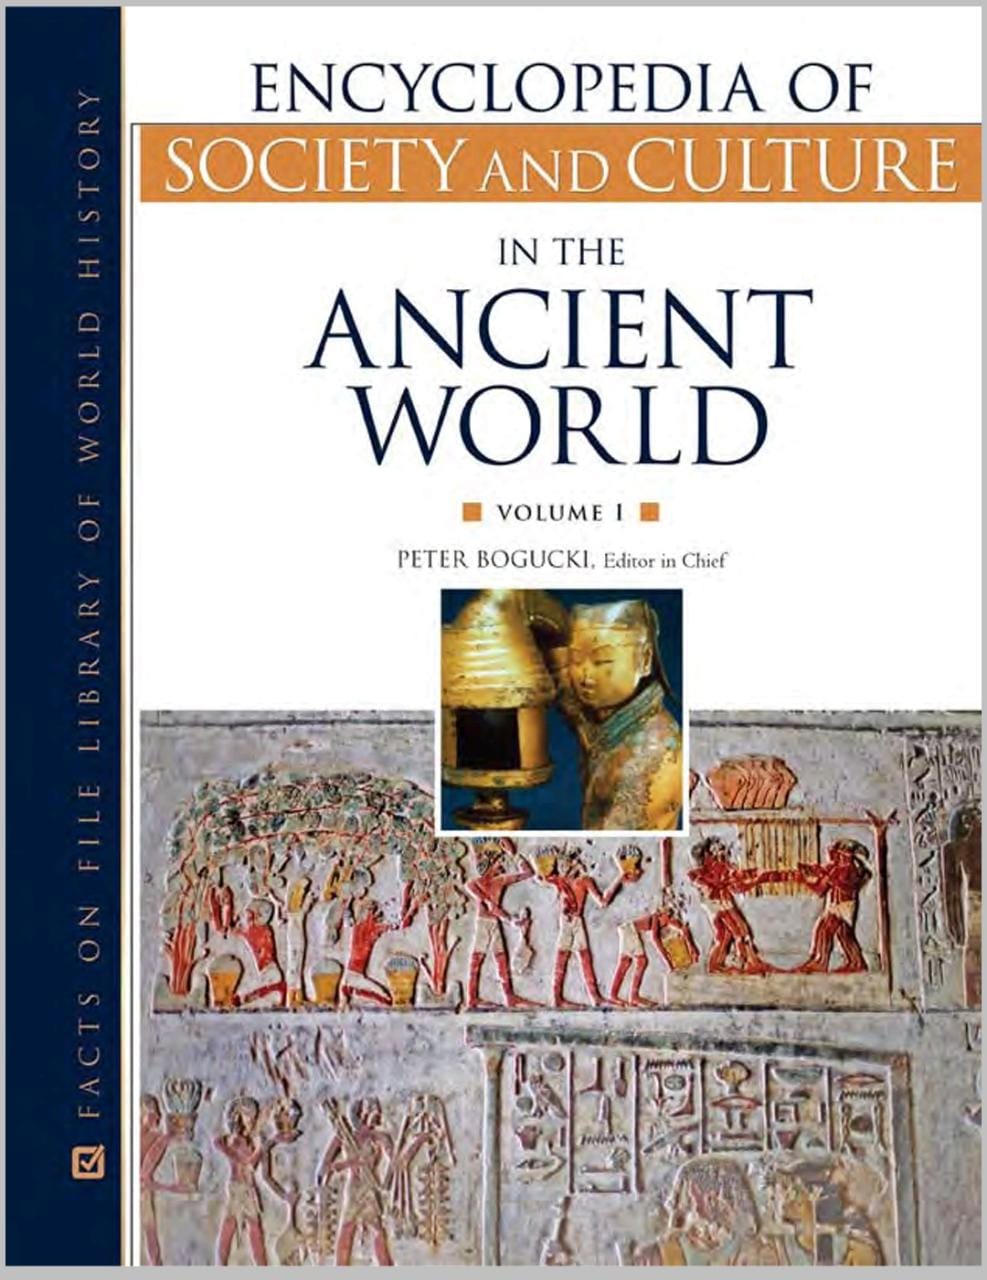 ENCYCLOPEDIA OF
SOCIETY AND CULTURE
IN THE
ANCIENT
WORLD
VOLUME I
PETER BOGUCKI, Editor in Chief
FACTS ON FILE LIBRARY OF WORLD HISTORY